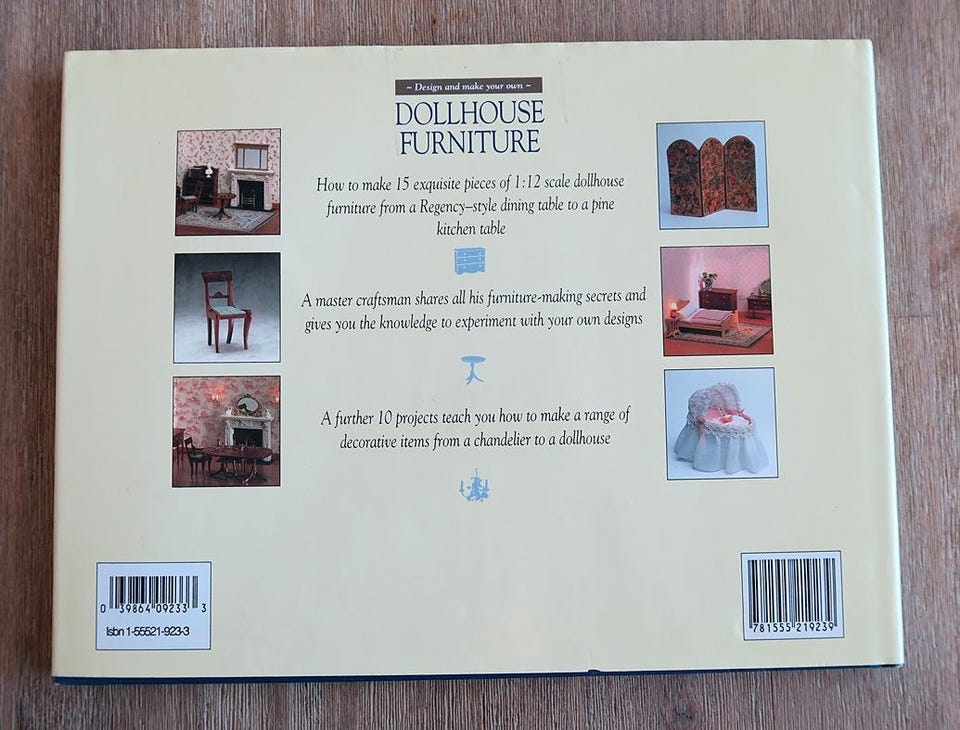 ~ Design and make your own ~
DOLLHOUSE
FURNITURE
How to make 15 exquisite pieces of 1:12 scale dollhouse
furniture from a Regency–style dining table to a pine
kitchen table
A master craftsman shares all his furniture-making secrets and
gives you the knowledge to experiment with your own designs
A further 10 projects teach you how to make a range of
decorative items from a chandelier to a dollhouse
0 39864 09233 3
Isbn 1-55521-923-3
781555 219239